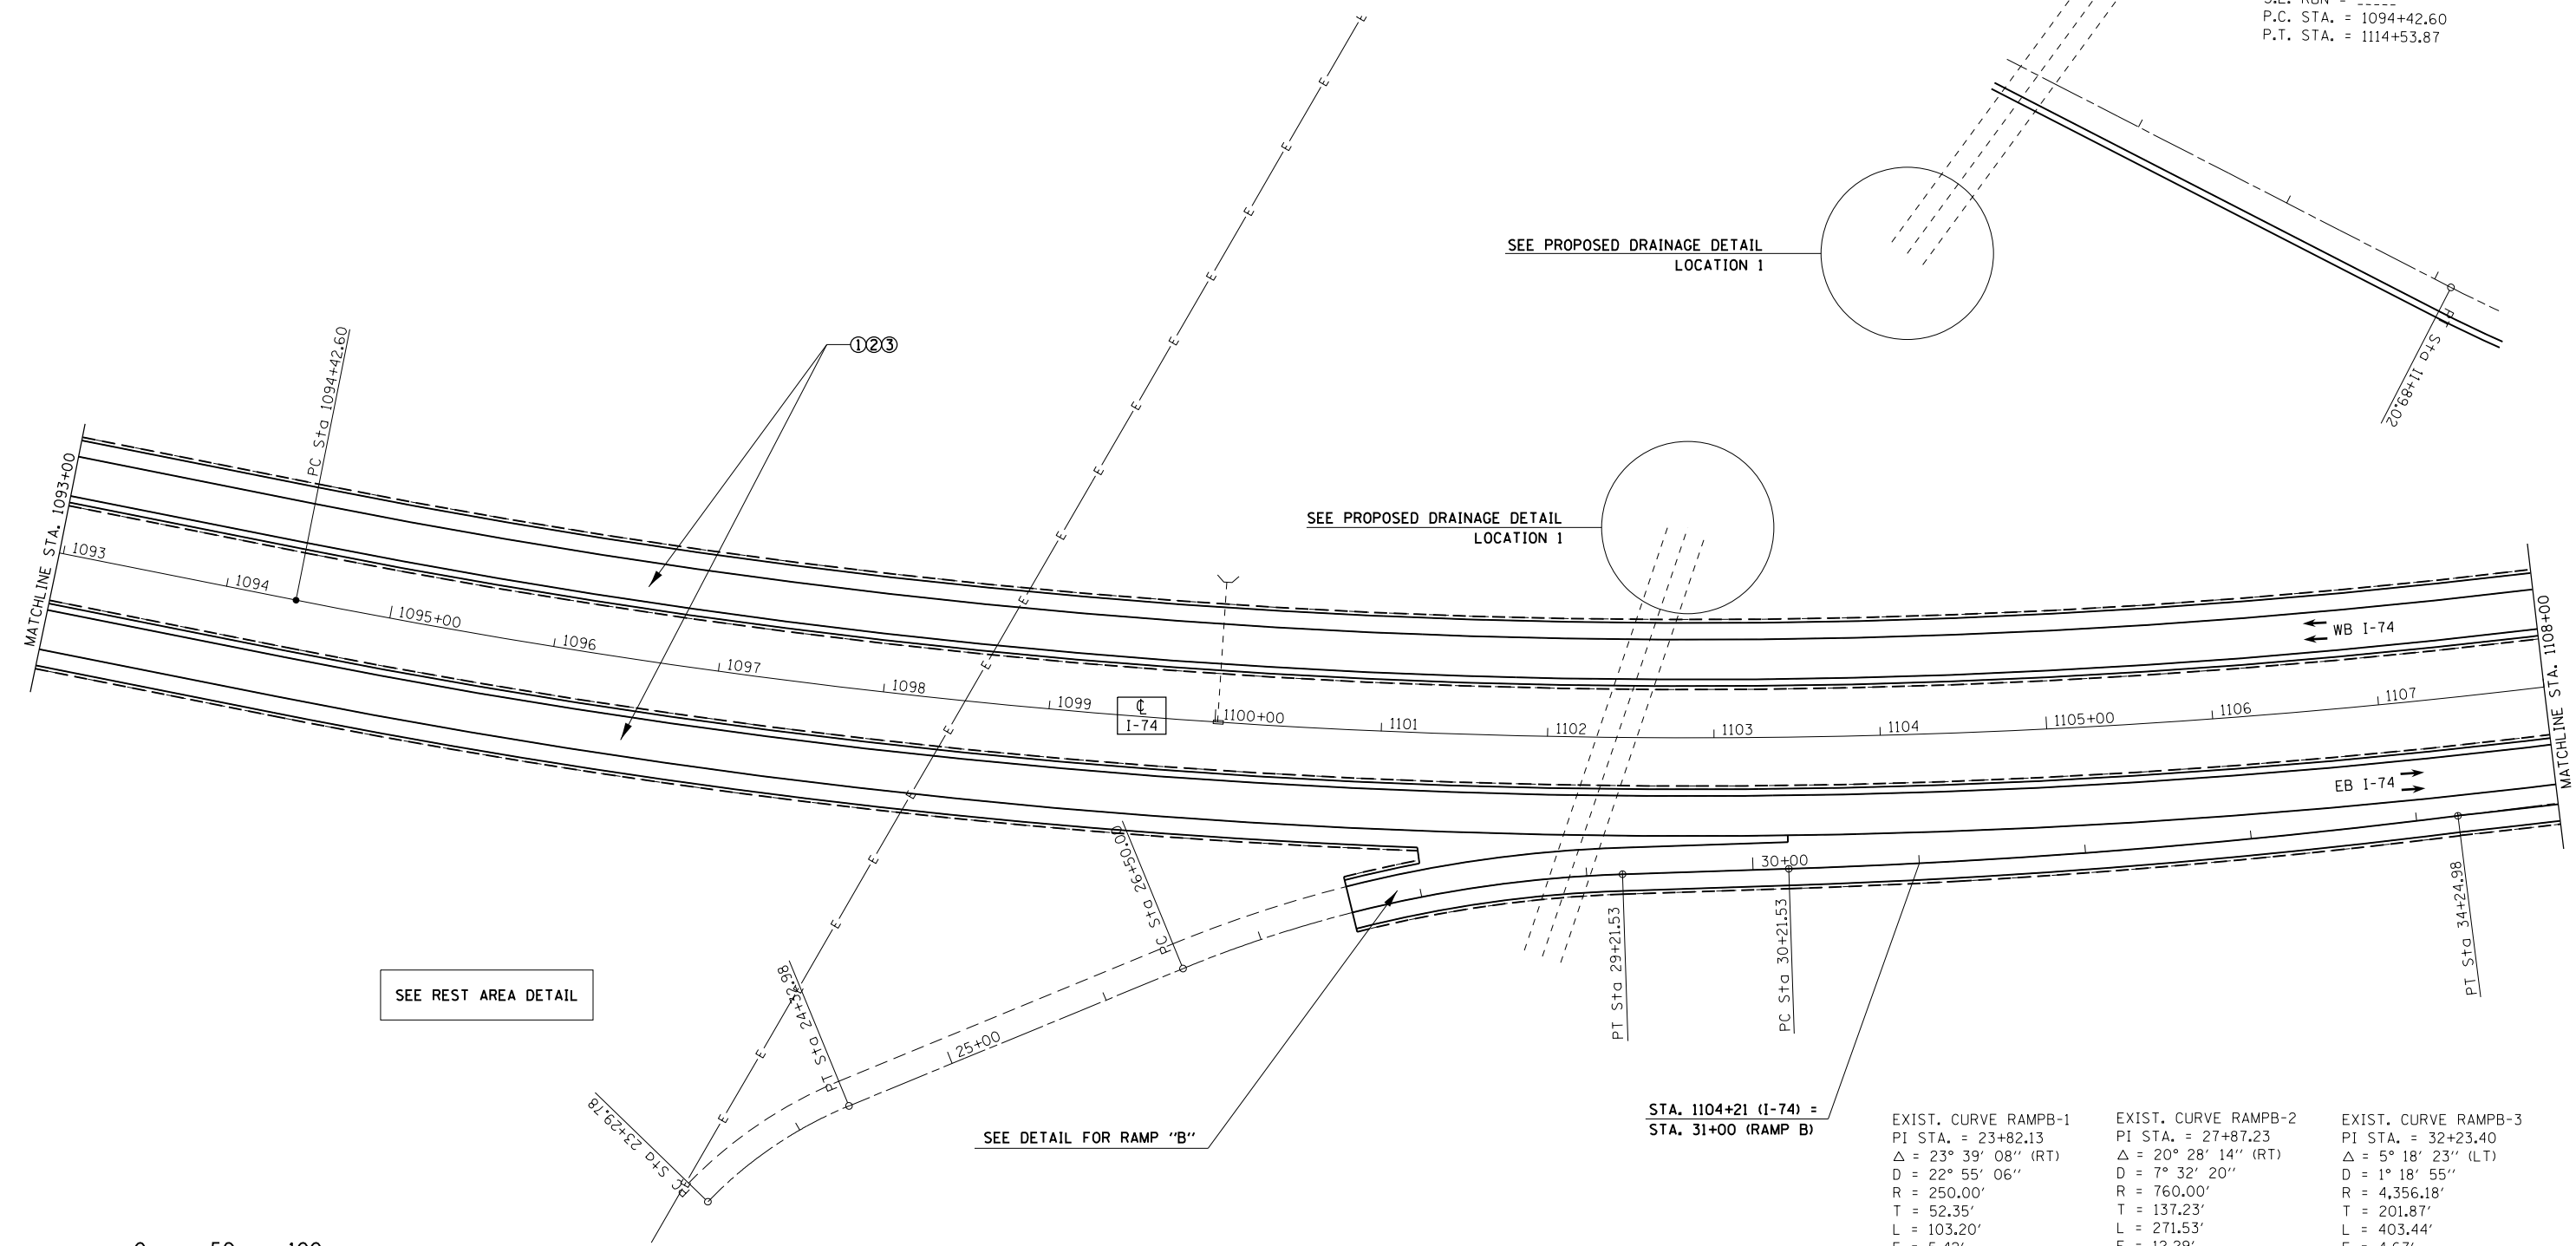 P.C. STA. = 1094+42.60
P.T. STA. = 1114+53.87
SEE PROPOSED DRAINAGE DETAIL
LOCATION 1
PT Sta 11+89.02
PC Sta 1094+42.60
①②③
SEE PROPOSED DRAINAGE DETAIL
LOCATION 1
MATCHLINE STA. 1093+00
1093
1094
1095+00
1096
1097
1098
1099
℄
I-74
1100+00
1101
1102
1103
1104
1105+00
1106
1107
WB I-74
EB I-74
MATCHLINE STA. 1108+00
E E E E E E E E E E E E E E E E E E
SEE REST AREA DETAIL
PC Sta 23+29.78
PT Sta 24+32.98
25+00
PC Sta 26+50.00
SEE DETAIL FOR RAMP "B"
PT Sta 29+21.53
30+00
PC Sta 30+21.53
PT Sta 34+24.98
STA. 1104+21 (I-74) =
STA. 31+00 (RAMP B)
EXIST. CURVE RAMPB-1
PI STA. = 23+82.13
Δ = 23° 39' 08'' (RT)
D = 22° 55' 06''
R = 250.00'
T = 52.35'
L = 103.20'
EXIST. CURVE RAMPB-2
PI STA. = 27+87.23
Δ = 20° 28' 14'' (RT)
D = 7° 32' 20''
R = 760.00'
T = 137.23'
L = 271.53'
EXIST. CURVE RAMPB-3
PI STA. = 32+23.40
Δ = 5° 18' 23'' (LT)
D = 1° 18' 55''
R = 4,356.18'
T = 201.87'
L = 403.44'
0 50 100